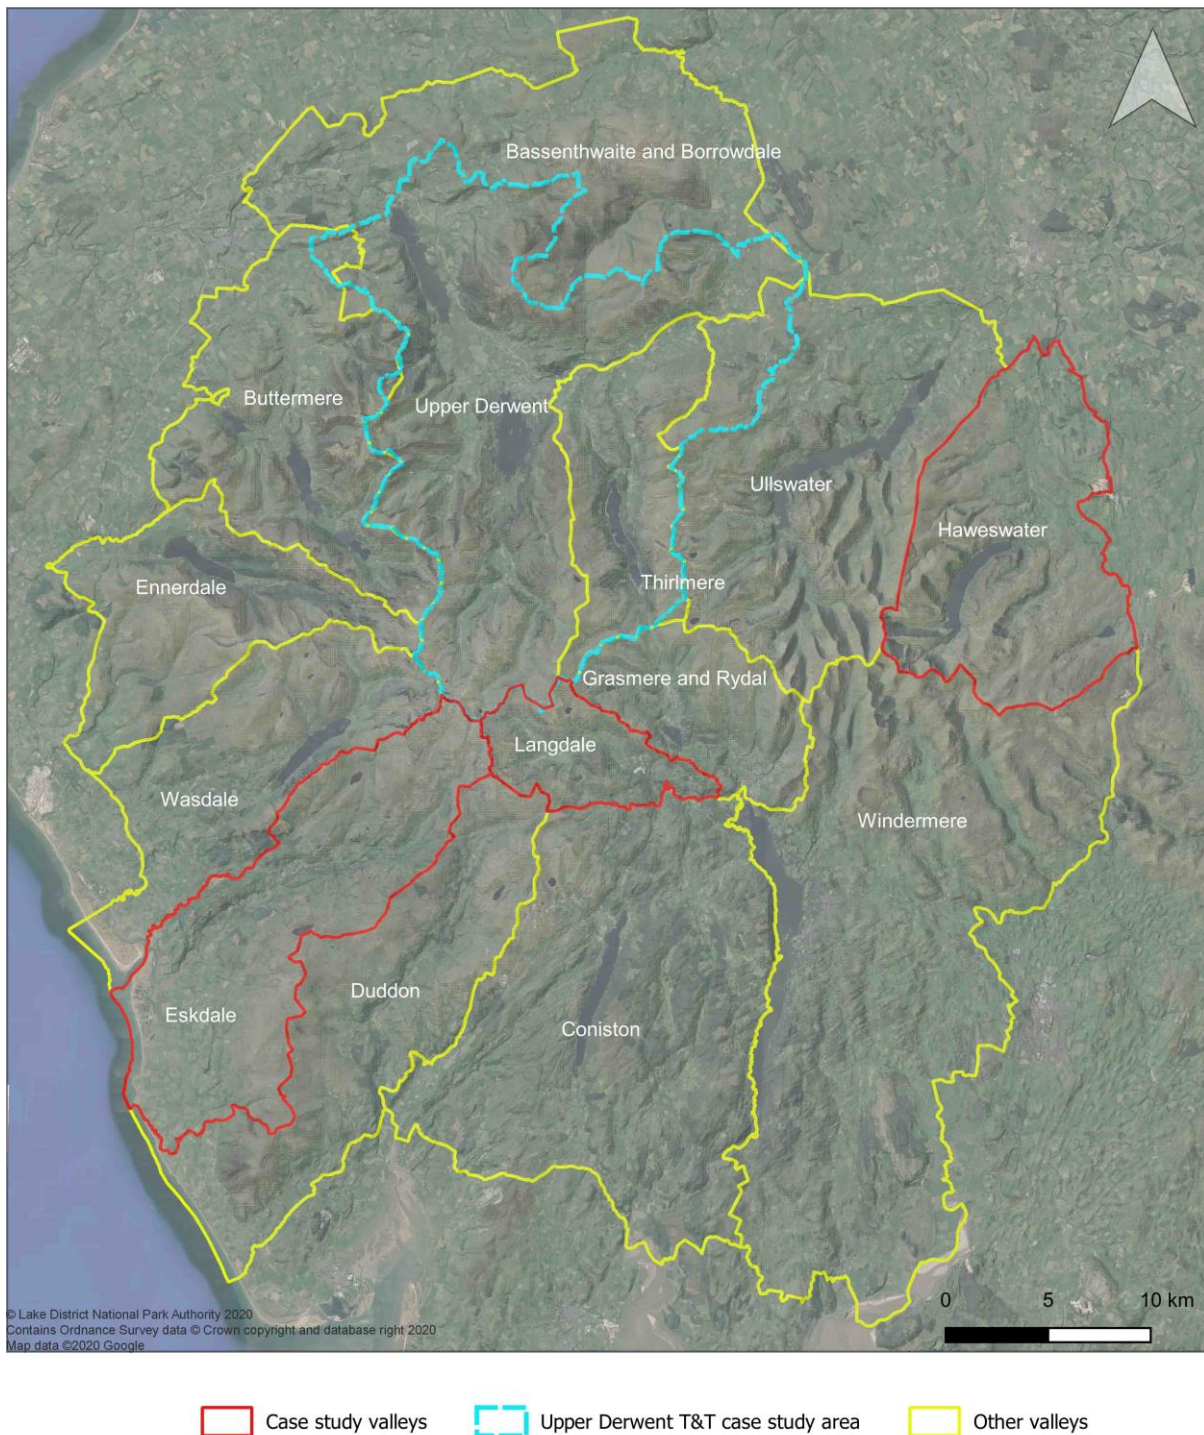 Bassenthwaite and Borrowdale
Buttermere
Upper Derwent
Ullswater
Haweswater
Ennerdale
Thirlmere
Grasmere and Rydal
Langdale
Wasdale
Windermere
Duddon
Eskdale
Coniston
0 5 10 km
© Lake District National Park Authority 2020
Contains Ordnance Survey data © Crown copyright and database right 2020
Map data ©2020 Google
Case study valleys Upper Derwent T&T case study area Other valleys